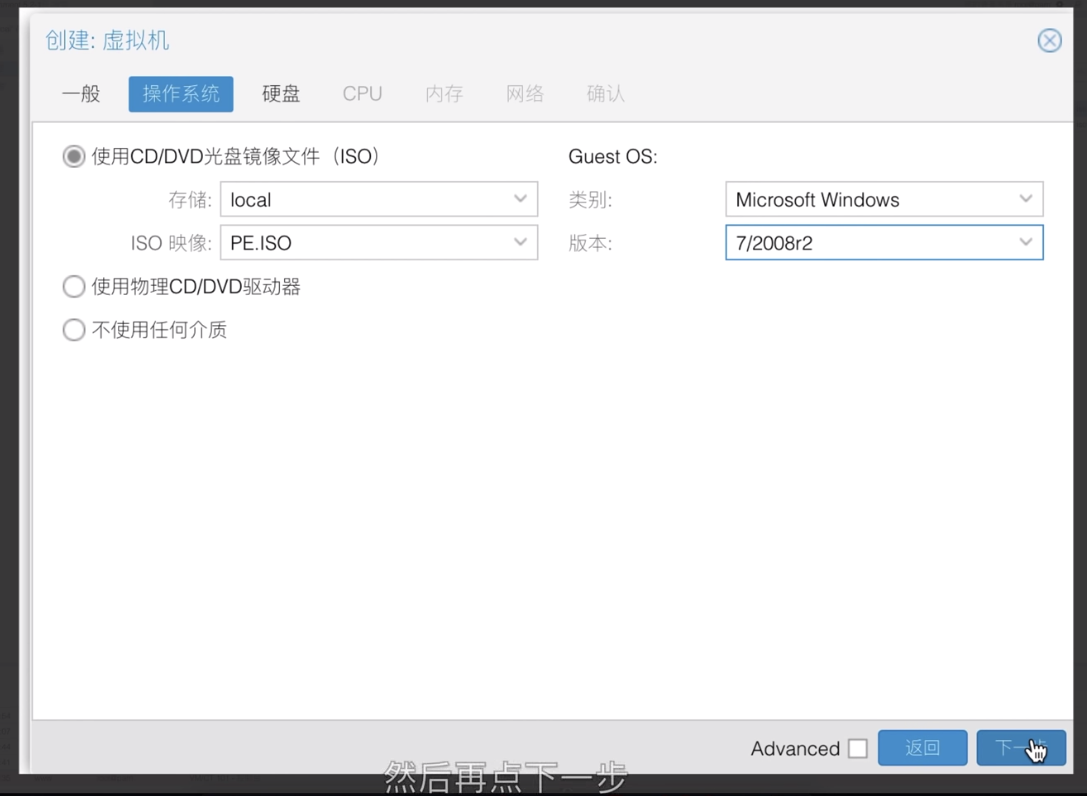 创建: 虚拟机
一般 操作系统 硬盘 CPU 内存 网络 确认
使用CD/DVD光盘镜像文件（ISO） Guest OS:
存储: local 类别: Microsoft Windows
ISO 映像: PE.ISO 版本: 7/2008r2
使用物理CD/DVD驱动器
不使用任何介质
Advanced 返回 下一步
然后再点下一步